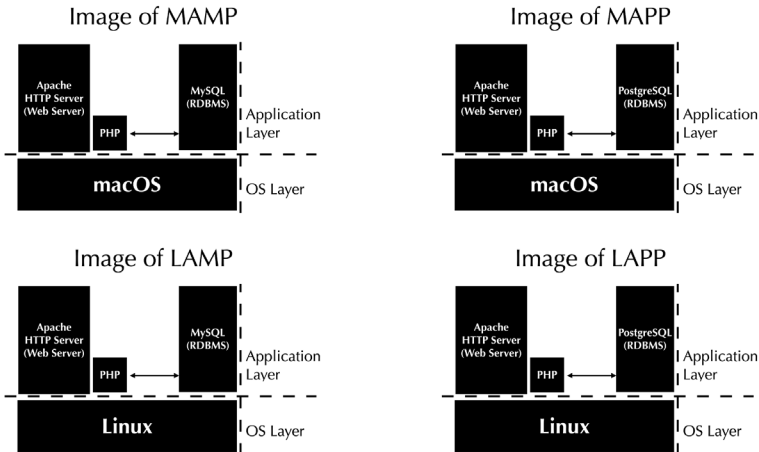 Image of MAMP
Apache
HTTP Server
(Web Server)
PHP
MySQL
(RDBMS)
Application
Layer
macOS
OS Layer
Image of MAPP
Apache
HTTP Server
(Web Server)
PHP
PostgreSQL
(RDBMS)
Application
Layer
macOS
OS Layer
Image of LAMP
Apache
HTTP Server
(Web Server)
PHP
MySQL
(RDBMS)
Application
Layer
Linux
OS Layer
Image of LAPP
Apache
HTTP Server
(Web Server)
PHP
PostgreSQL
(RDBMS)
Application
Layer
Linux
OS Layer